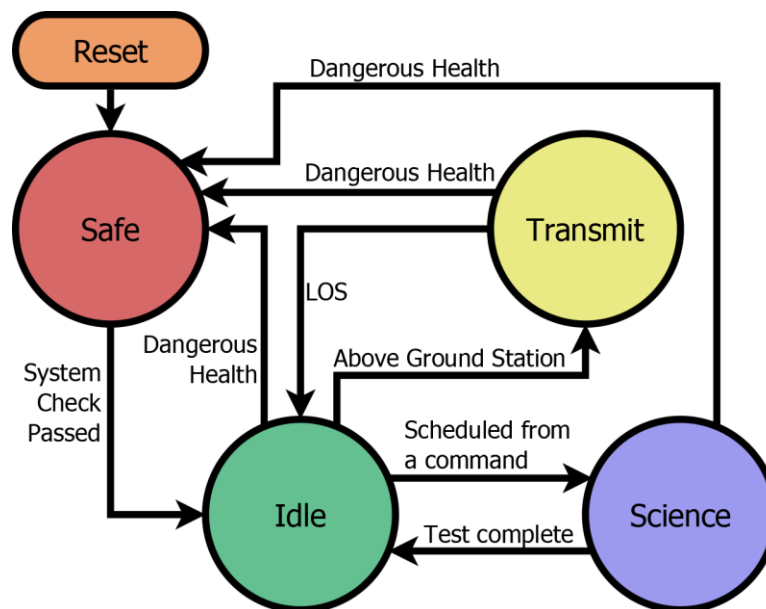 Reset
Dangerous Health
Dangerous Health
Safe
Transmit
LOS
Dangerous
Health
Above Ground Station
System
Check
Passed
Scheduled from
a command
Idle
Science
Test complete